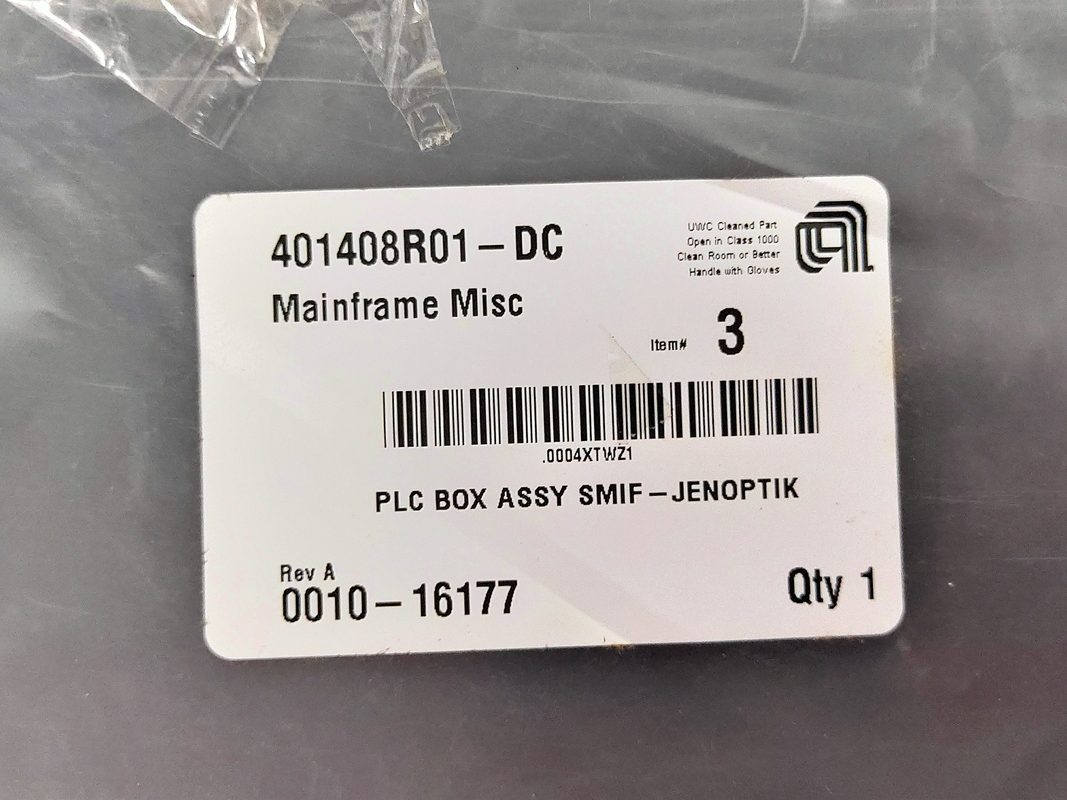 401408R01-DC
UWC Cleaned Part
Open in Class 1000
Clean Room or Better
Handle with Gloves
Mainframe Misc
Item# 3
.0004XTWZ1
PLC BOX ASSY SMIF-JENOPTIK
Rev A
0010-16177
Qty 1